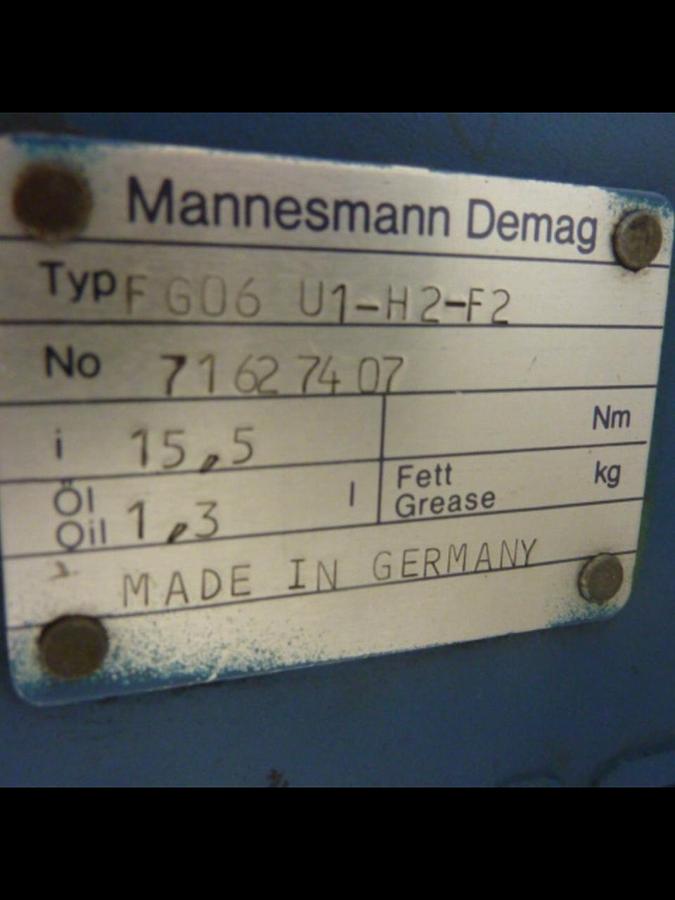 Mannesmann Demag
Typ FG06 U1-H2-F2
No 71627407
i 15,5 Nm
Öl
Oil 1,3 l Fett
Grease kg
MADE IN GERMANY